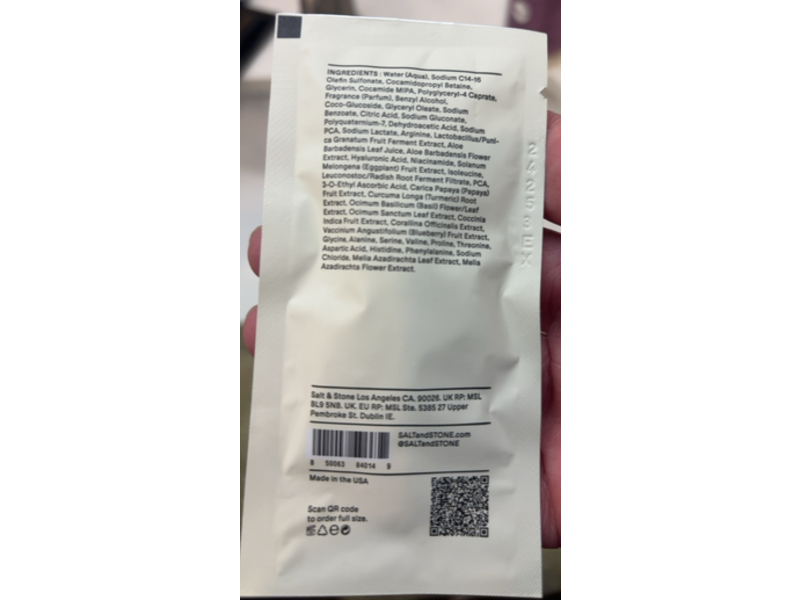 INGREDIENTS : Water (Aqua), Sodium C14-16
Olefin Sulfonate, Cocamidopropyl Betaine,
Glycerin, Cocamide MIPA, Polyglyceryl-4 Caprate,
Fragrance (Parfum), Benzyl Alcohol,
Coco-Glucoside, Glyceryl Oleate, Sodium
Benzoate, Citric Acid, Sodium Gluconate,
Polyquaternium-7, Dehydroacetic Acid, Sodium
PCA, Sodium Lactate, Arginine, Lactobacillus/Puni-
ca Granatum Fruit Ferment Extract, Aloe
Barbadensis Leaf Juice, Aloe Barbadensis Flower
Extract, Hyaluronic Acid, Niacinamide, Solanum
Melongena (Eggplant) Fruit Extract, Isoleucine,
Leuconostoc/Radish Root Ferment Filtrate, PCA,
3-O-Ethyl Ascorbic Acid, Carica Papaya (Papaya)
Fruit Extract, Curcuma Longa (Turmeric) Root
Extract, Ocimum Basilicum (Basil) Flower/Leaf
Extract, Ocimum Sanctum Leaf Extract, Coccinia
Indica Fruit Extract, Corallina Officinalis Extract,
Vaccinium Angustifolium (Blueberry) Fruit Extract,
Glycine, Alanine, Serine, Valine, Proline, Threonine,
Aspartic Acid, Histidine, Phenylalanine, Sodium
Chloride, Melia Azadirachta Leaf Extract, Melia
Azadirachta Flower Extract.
Salt & Stone Los Angeles CA, 90026. UK RP: MSL
BL9 5NB. UK. EU RP: MSL Ste. 5385 27 Upper
Pembroke St. Dublin IE.
SALTandSTONE.com
@SALTandSTONE
8 50063 84014 9
Made in the USA
Scan QR code
to order full size.